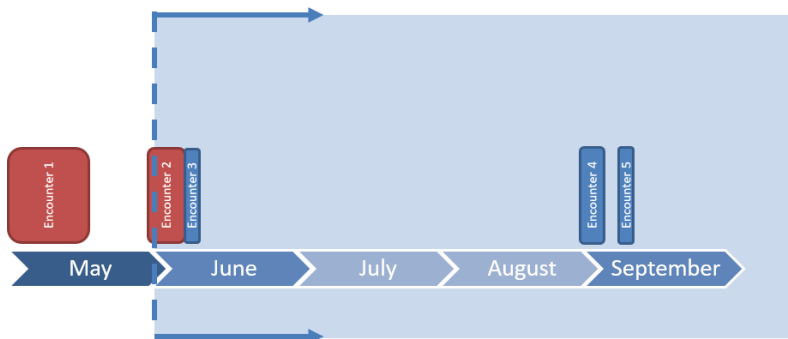 Encounter 1
Encounter 2
Encounter 3
Encounter 4
Encounter 5
May
June
July
August
September